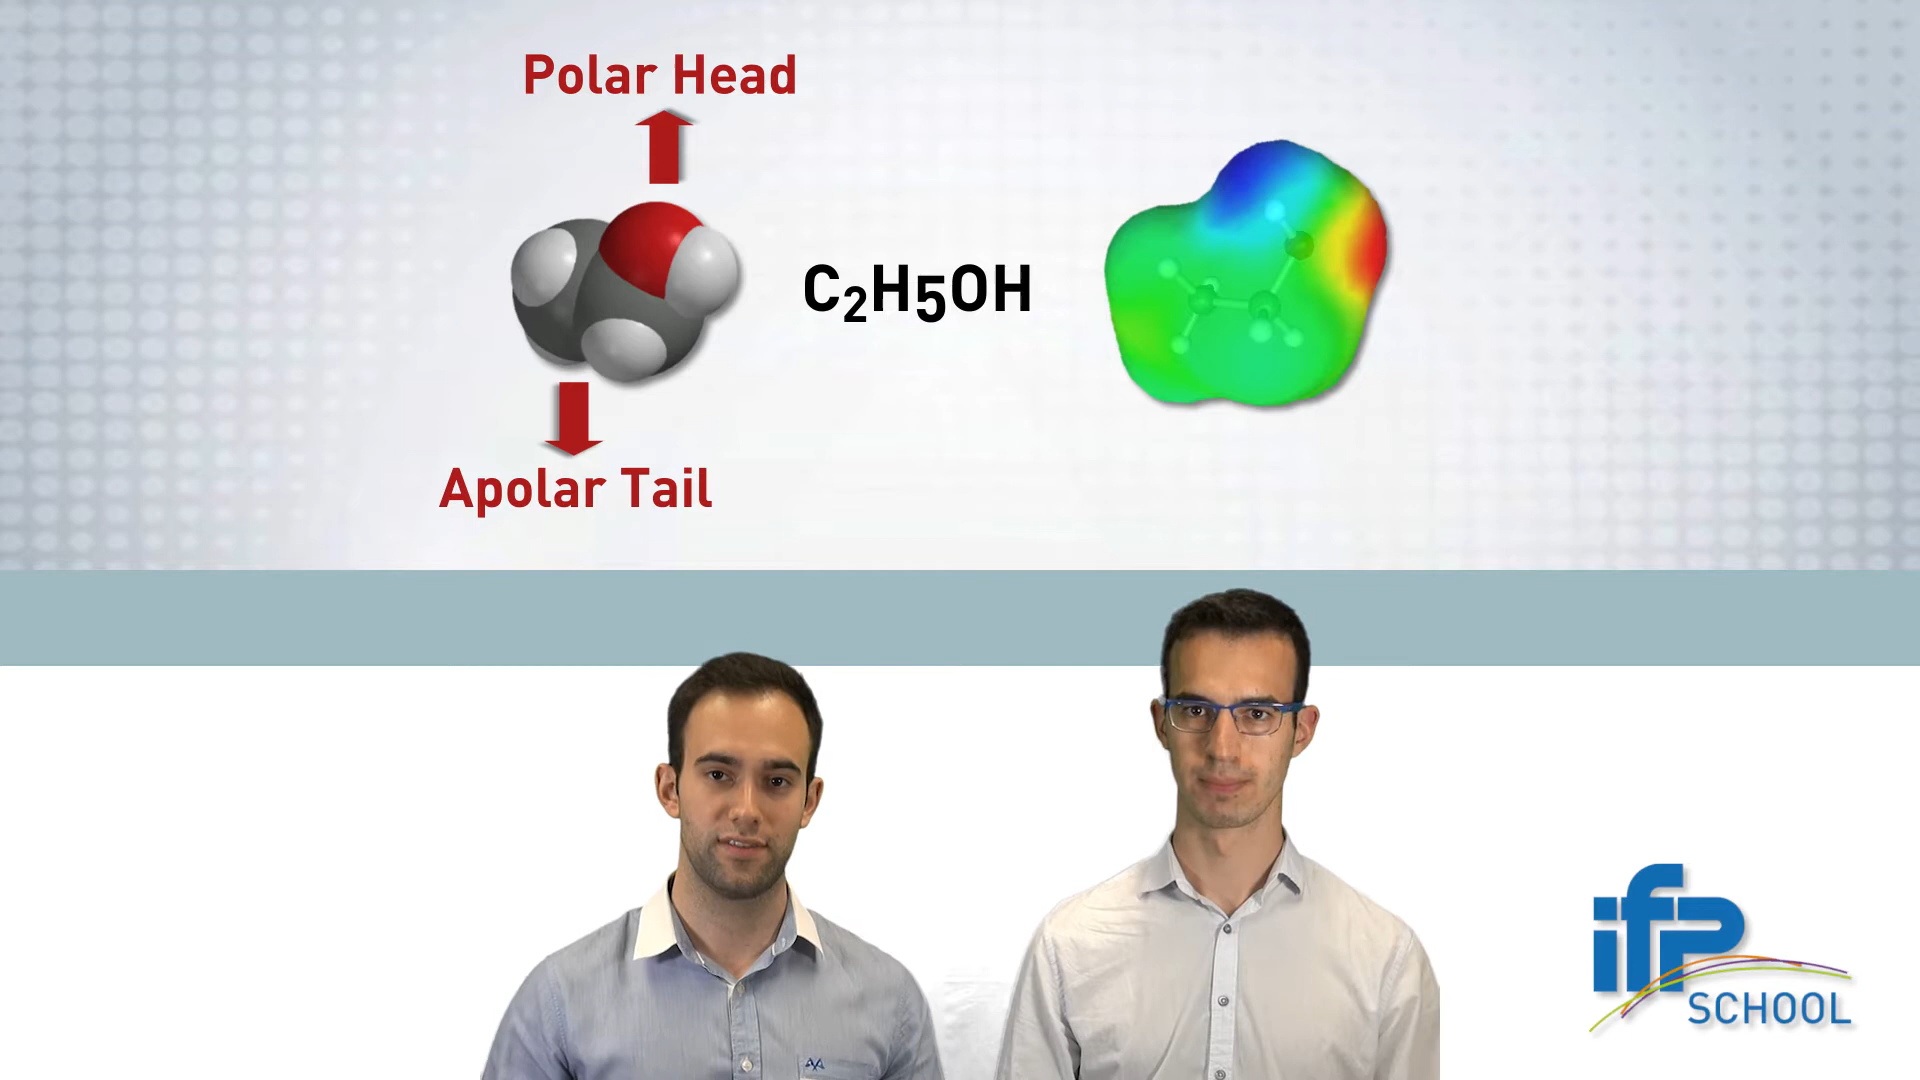 Polar Head
C2H5OH
Apolar Tail
ifP
SCHOOL